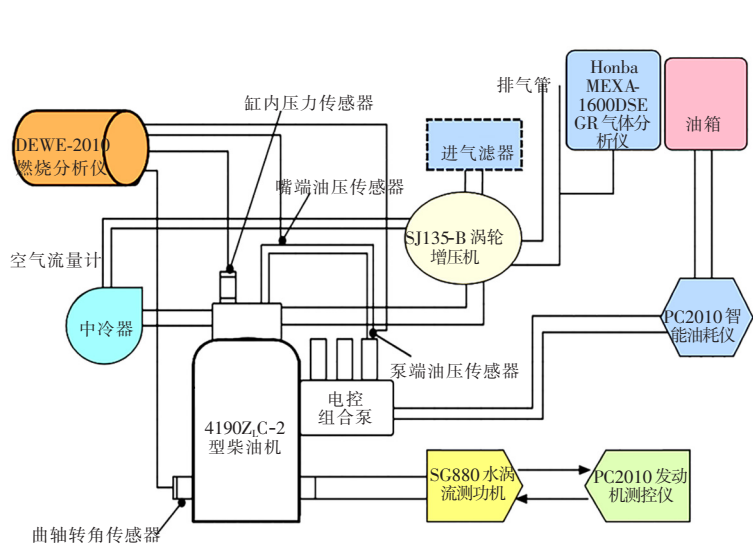 Honba
MEXA-
1600DSE
GR 气体分
析仪
排气管
油箱
缸内压力传感器
DEWE-2010
燃烧分析仪
进气滤器
嘴端油压传感器
SJ135-B 涡轮
增压机
空气流量计
中冷器
PC2010 智
能油耗仪
泵端油压传感器
电控
组合泵
4190ZLC-2
型柴油机
SG880 水涡
流测功机
PC2010 发动
机测控仪
曲轴转角传感器